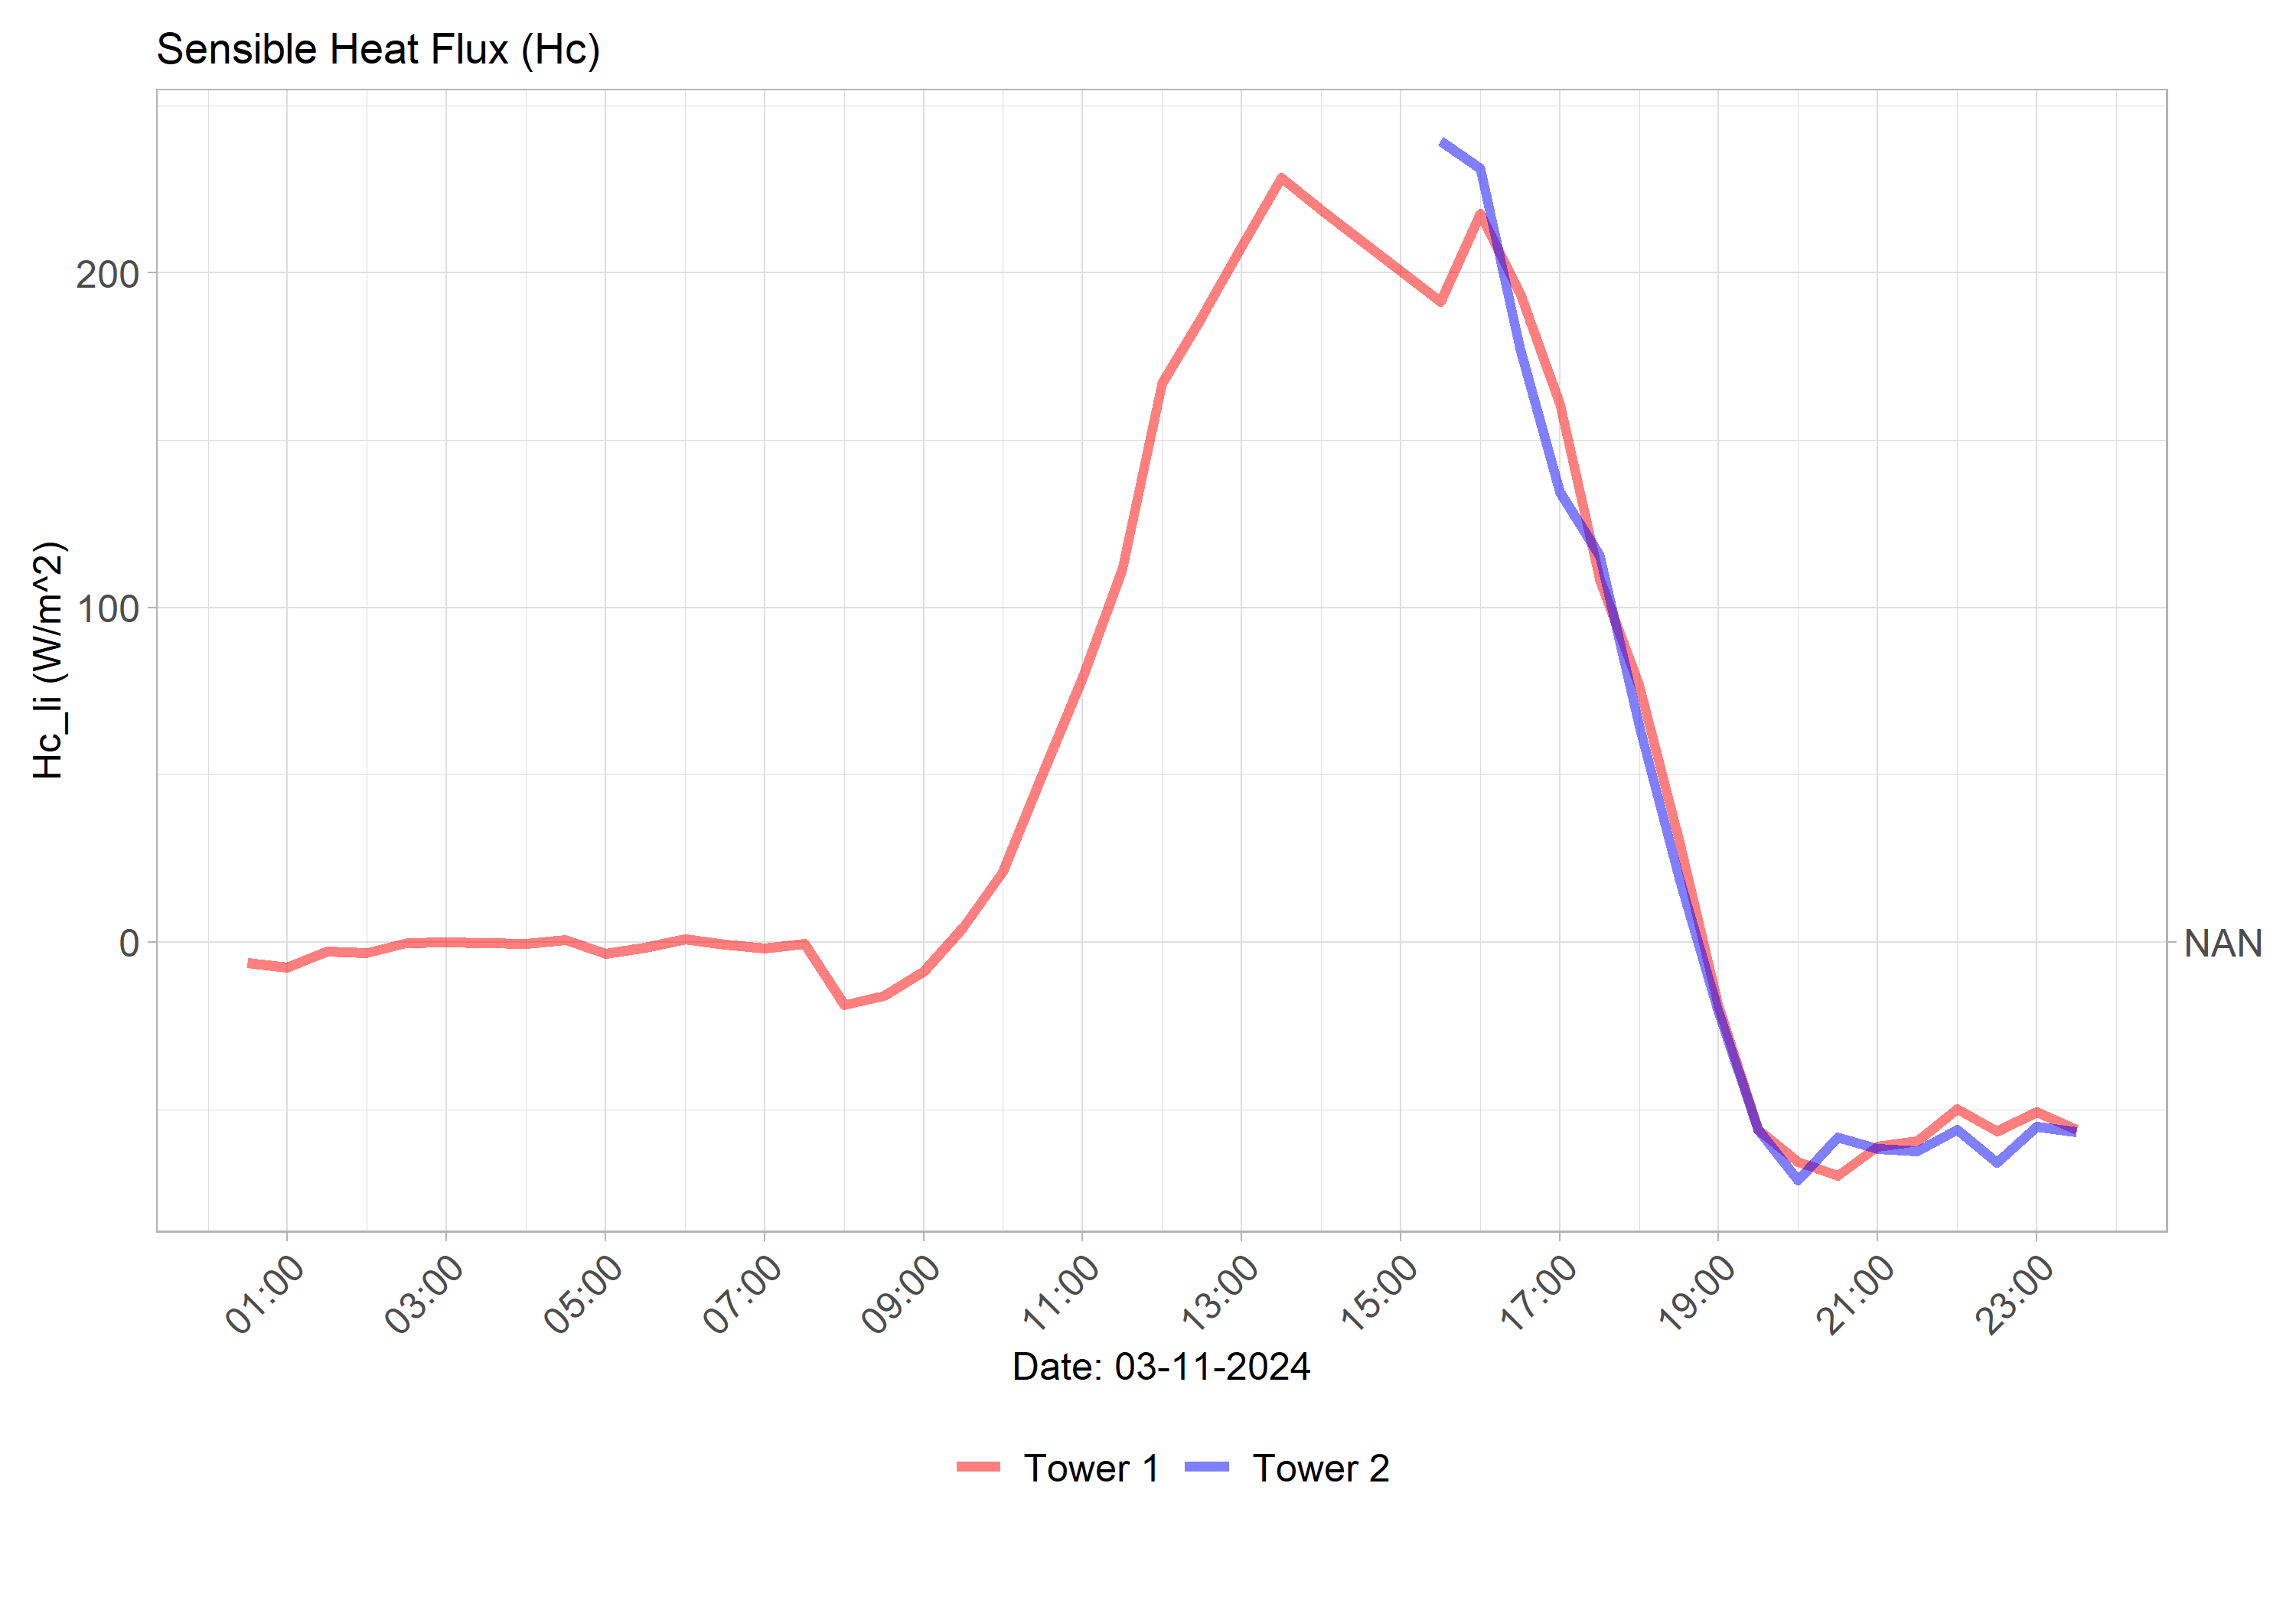 Sensible Heat Flux (Hc)
Hc_li (W/m^2)
200
100
0
NAN
01:00 03:00 05:00 07:00 09:00 11:00 13:00 15:00 17:00 19:00 21:00 23:00
Date: 03-11-2024
Tower 1 Tower 2